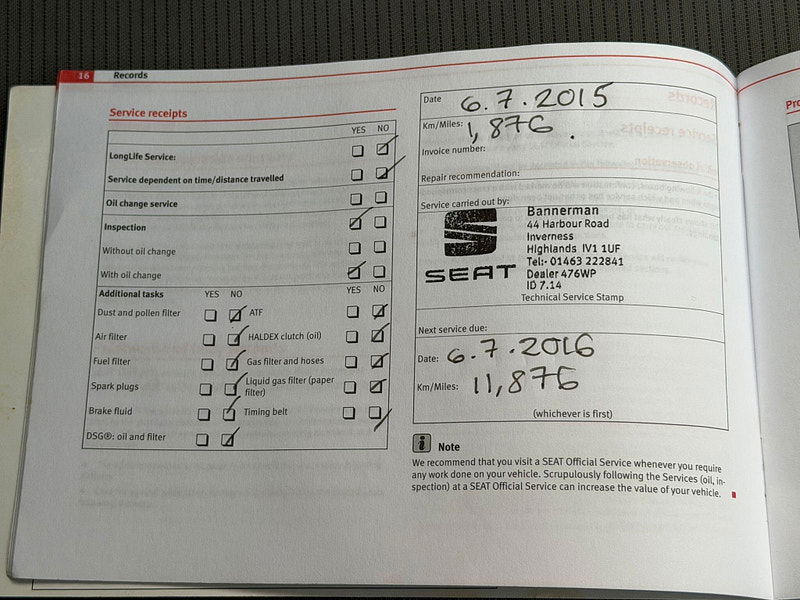 16 Records
Service receipts
YES NO
LongLife Service:
Service dependent on time/distance travelled
Oil change service
Inspection
Without oil change
With oil change
Additional tasks YES NO YES NO
Dust and pollen filter ATF
Air filter HALDEX clutch (oil)
Fuel filter Gas filter and hoses
Spark plugs Liquid gas filter (paper
filter)
Brake fluid Timing belt
DSG®: oil and filter
Date 6.7.2015
Km/Miles: 1,876.
Invoice number:
Repair recommendation:
Service carried out by:
SEAT
Bannerman
44 Harbour Road
Inverness
Highlands IV1 1UF
Tel:- 01463 222841
Dealer 476WP
ID 7.14
Technical Service Stamp
Next service due:
Date: 6.7.2016
Km/Miles: 11,876
(whichever is first)
i Note
We recommend that you visit a SEAT Official Service whenever you require
any work done on your vehicle. Scrupulously following the Services (oil, in-
spection) at a SEAT Official Service can increase the value of your vehicle.